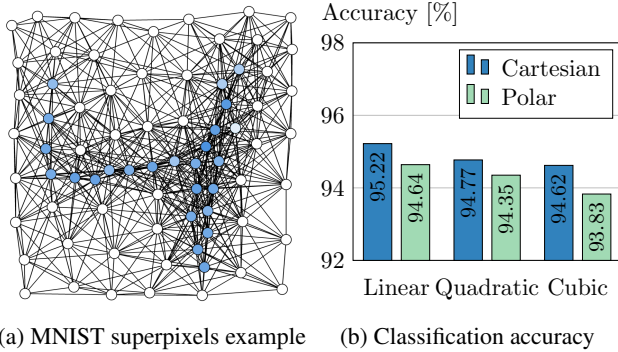 Accuracy [%]
98
96
94
92
Cartesian
Polar
95.22
94.64
94.77
94.35
94.62
93.83
Linear Quadratic Cubic
(a) MNIST superpixels example
(b) Classification accuracy